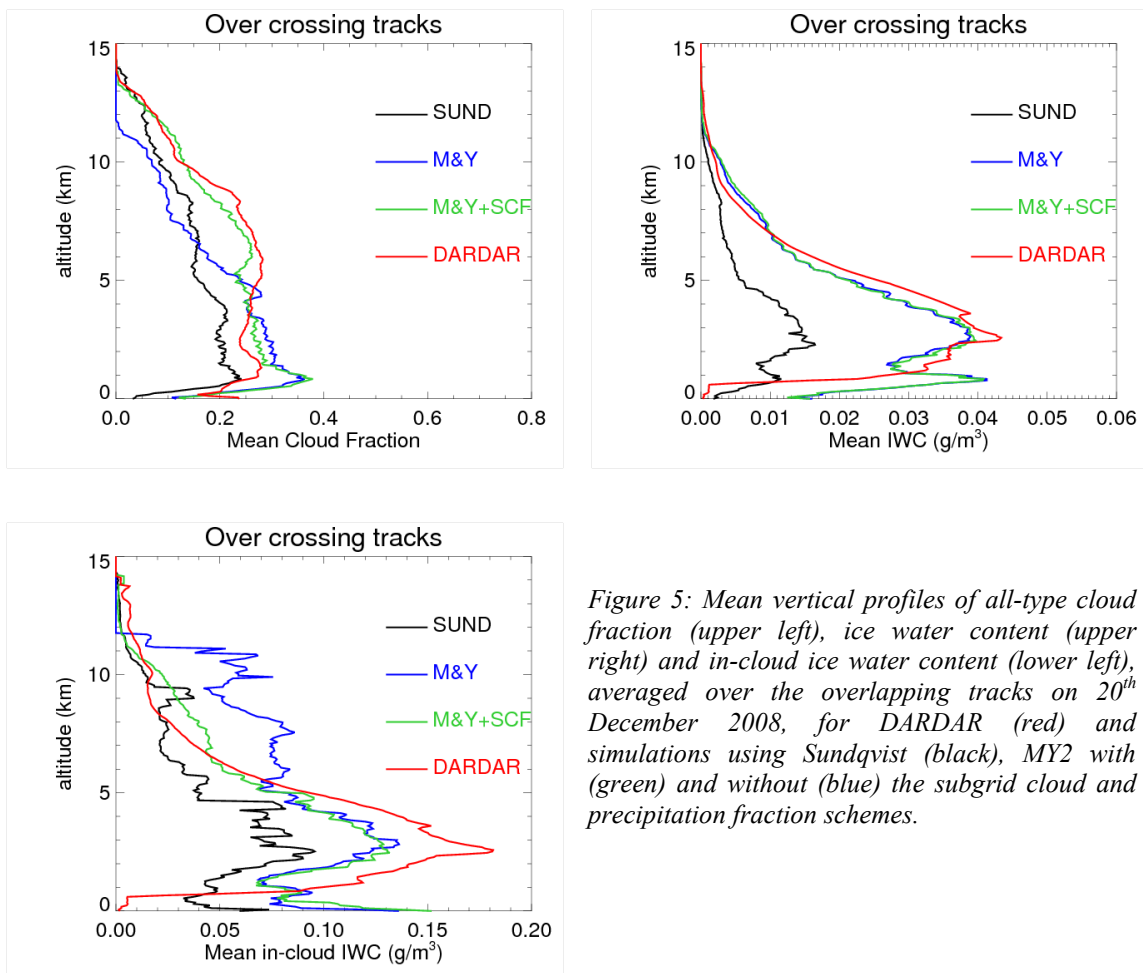 Over crossing tracks
15
10
5
0
altitude (km)
SUND
M&Y
M&Y+SCF
DARDAR
0.0 0.2 0.4 0.6 0.8
Mean Cloud Fraction
Over crossing tracks
15
10
5
0
altitude (km)
SUND
M&Y
M&Y+SCF
DARDAR
0.00 0.01 0.02 0.03 0.04 0.05 0.06
Mean IWC (g/m³)
Over crossing tracks
15
10
5
0
altitude (km)
SUND
M&Y
M&Y+SCF
DARDAR
0.00 0.05 0.10 0.15 0.20
Mean in-cloud IWC (g/m³)
Figure 5: Mean vertical profiles of all-type cloud
fraction (upper left), ice water content (upper
right) and in-cloud ice water content (lower left),
averaged over the overlapping tracks on 20th
December 2008, for DARDAR (red) and
simulations using Sundqvist (black), MY2 with
(green) and without (blue) the subgrid cloud and
precipitation fraction schemes.